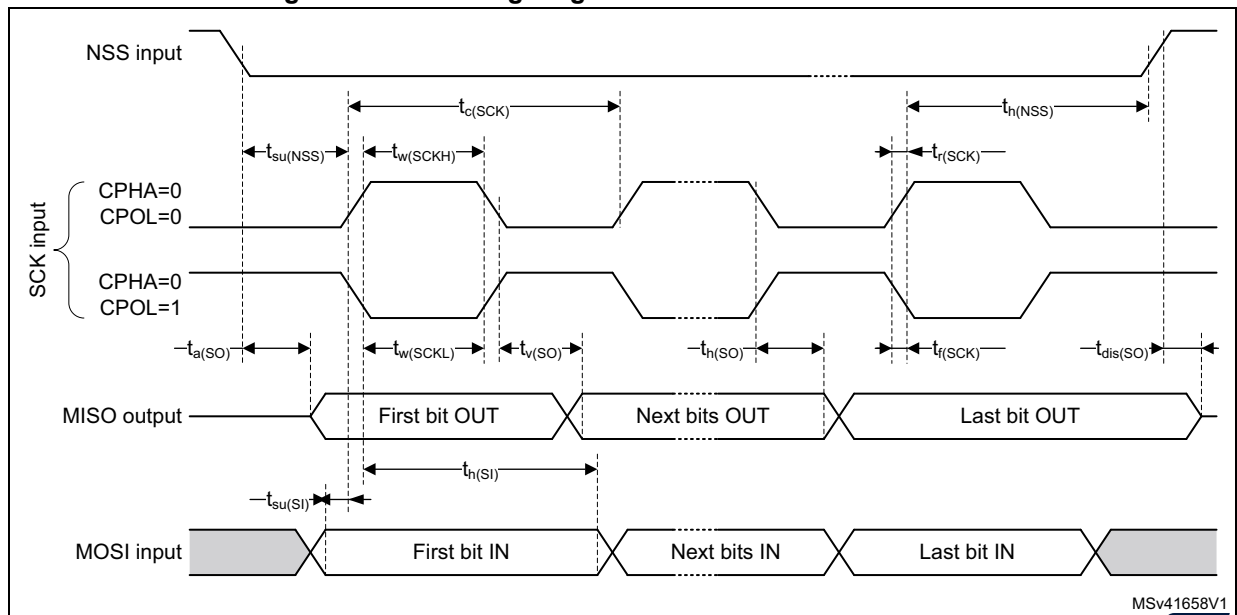 NSS input
tc(SCK)
th(NSS)
tsu(NSS)
tw(SCKH)
tr(SCK)
SCK input
CPHA=0
CPOL=0
CPHA=0
CPOL=1
ta(SO)
tw(SCKL)
tv(SO)
th(SO)
tf(SCK)
tdis(SO)
MISO output
First bit OUT
Next bits OUT
Last bit OUT
th(SI)
tsu(SI)
MOSI input
First bit IN
Next bits IN
Last bit IN
MSv41658V1